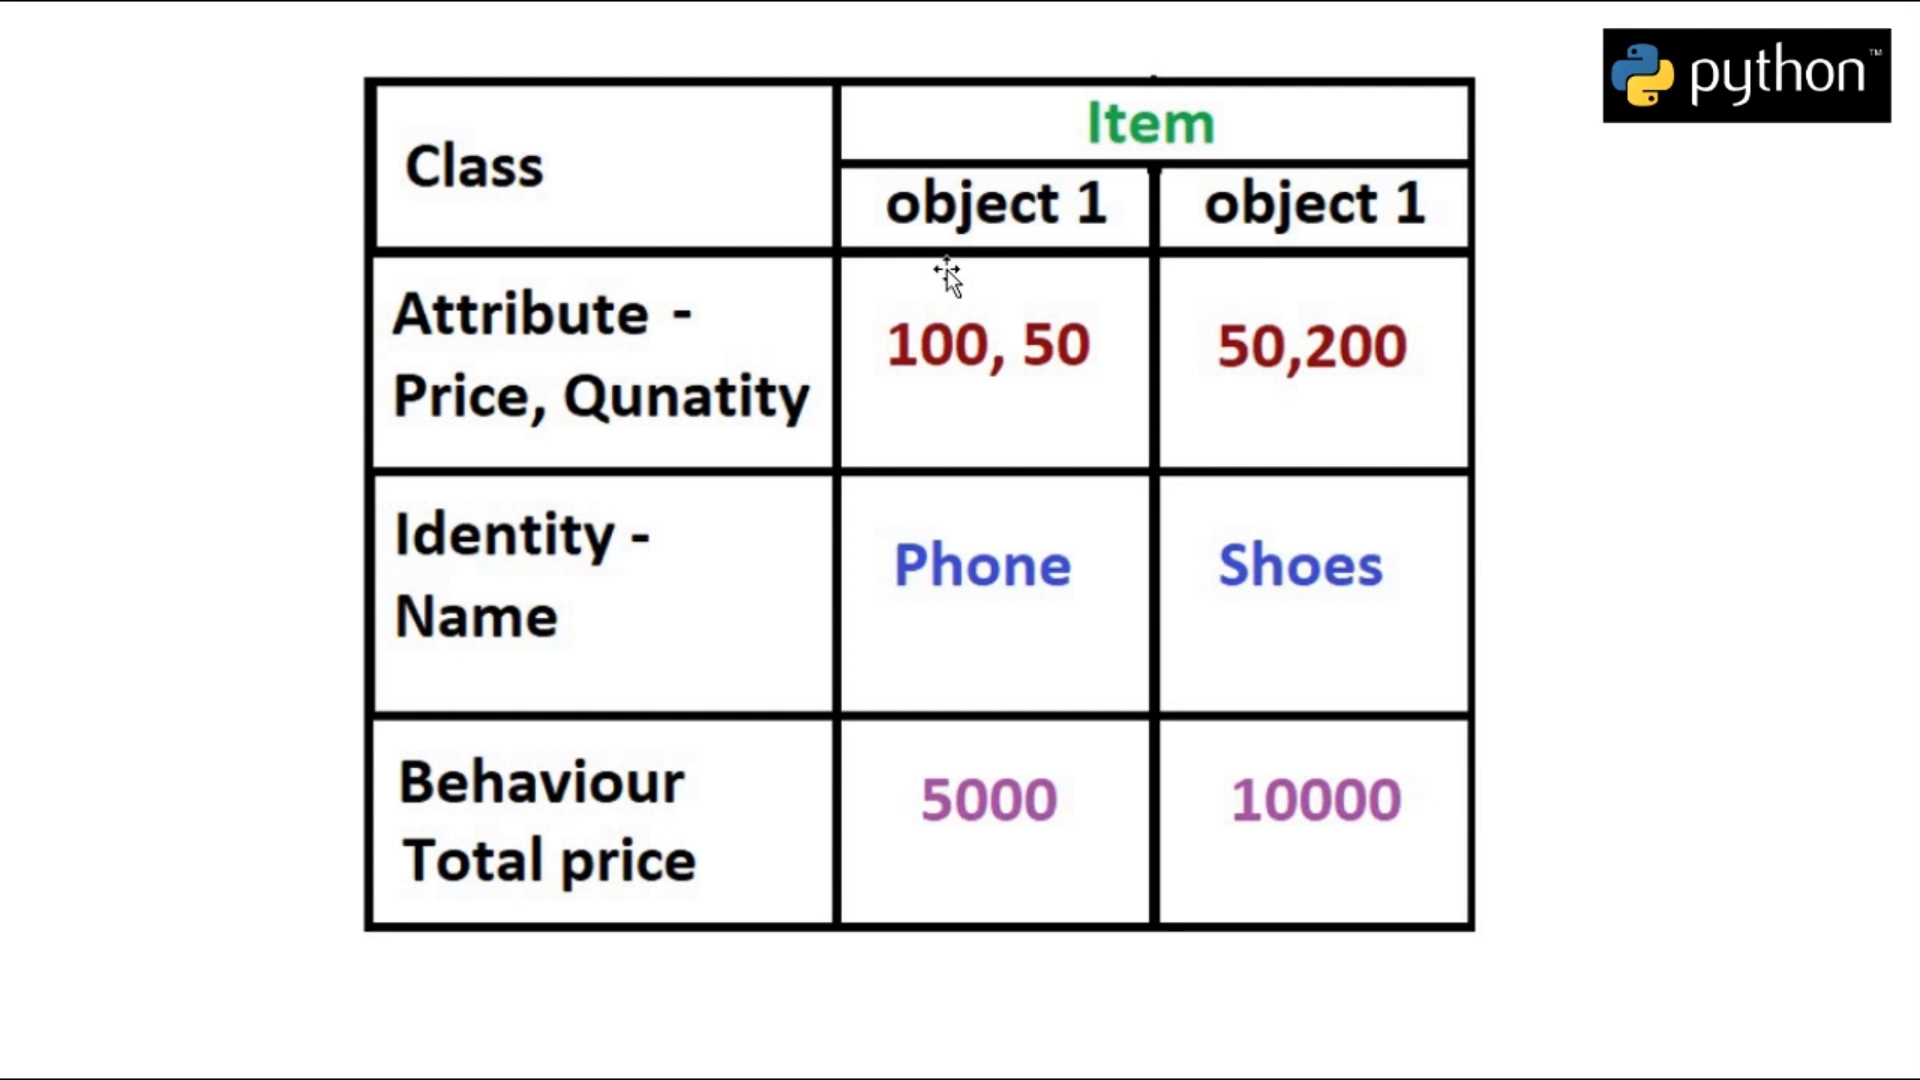 python™
Class
Item
object 1
object 1
Attribute -
Price, Qunatity
100, 50
50,200
Identity -
Name
Phone
Shoes
Behaviour
Total price
5000
10000